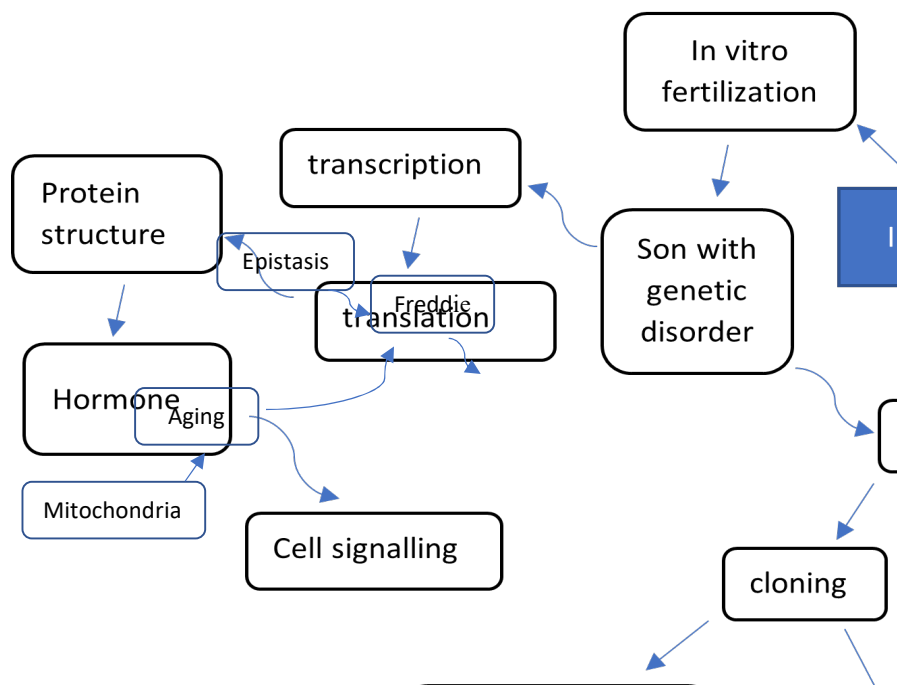 In vitro
fertilization
transcription
Protein
structure
Son with
genetic
disorder
Epistasis
Freddie
translation
Hormone
Aging
Mitochondria
Cell signalling
cloning